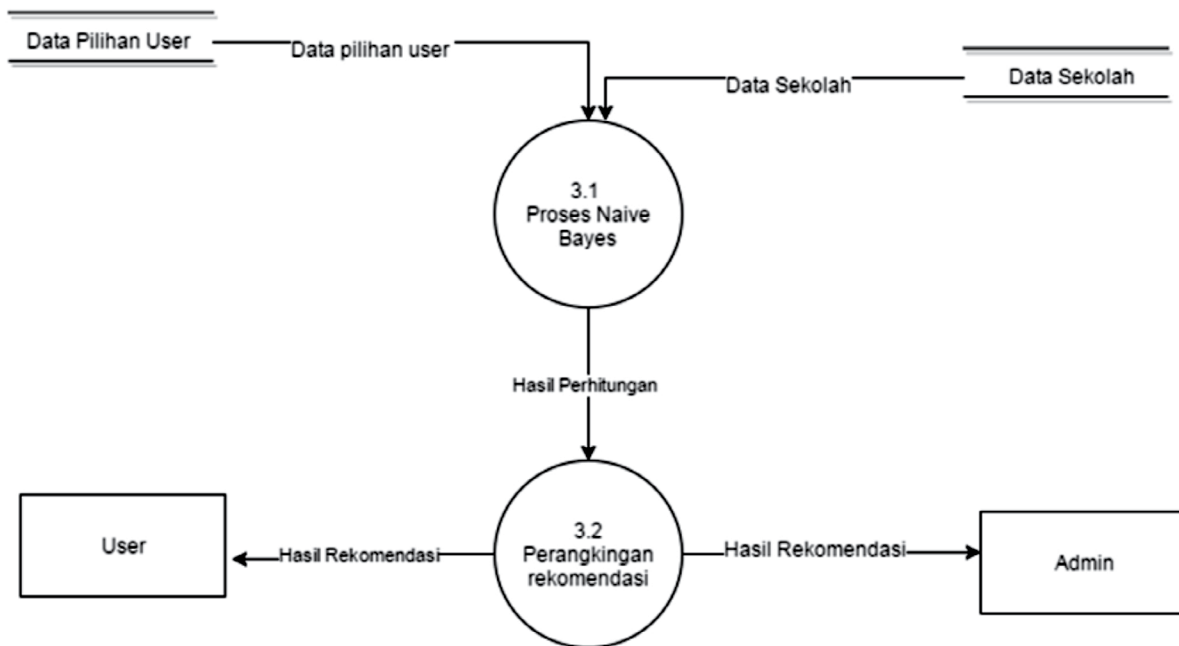 Data Pilihan User
Data pilihan user
Data Sekolah
Data Sekolah
3.1
Proses Naive
Bayes
Hasil Perhitungan
User
Hasil Rekomendasi
3.2
Perangkingan
rekomendasi
Hasil Rekomendasi
Admin